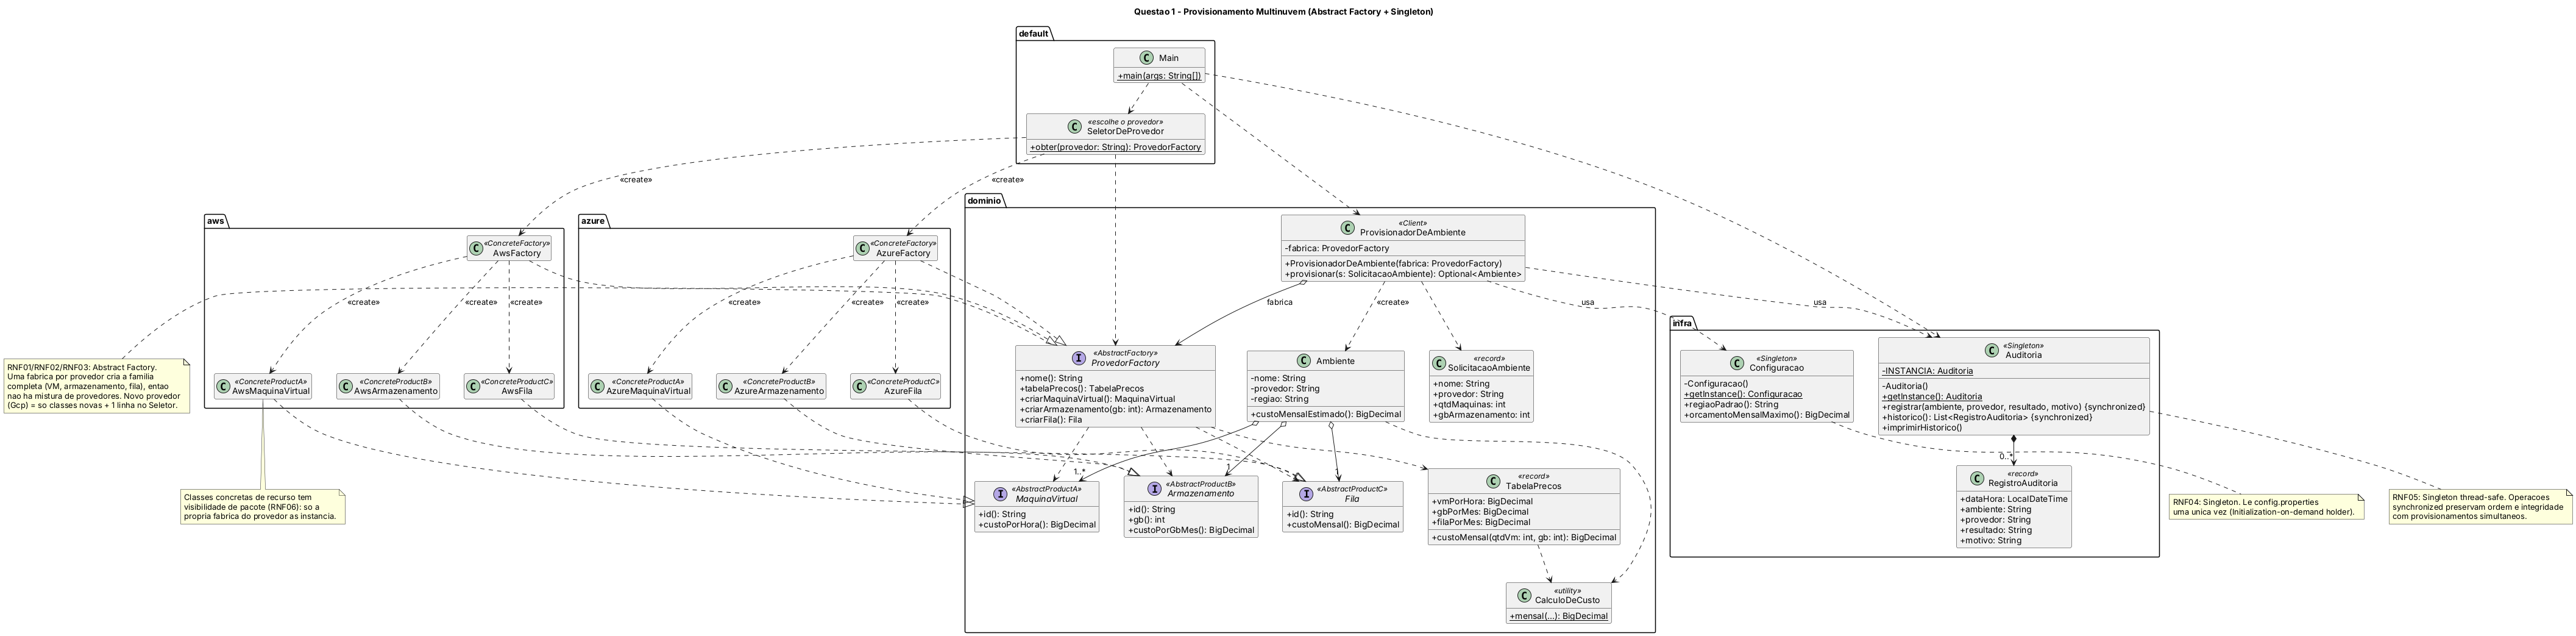 Questao 1 - Provisionamento Multinuvem (Abstract Factory + Singleton)
default
Main
+main(args: String[])
«escolhe o provedor»
SeletorDeProvedor
+obter(provedor: String): ProvedorFactory
«create»
«create»
aws
«ConcreteFactory»
AwsFactory
«create»
«create»
«create»
«ConcreteProductA»
AwsMaquinaVirtual
«ConcreteProductB»
AwsArmazenamento
«ConcreteProductC»
AwsFila
azure
«ConcreteFactory»
AzureFactory
«create»
«create»
«create»
«ConcreteProductA»
AzureMaquinaVirtual
«ConcreteProductB»
AzureArmazenamento
«ConcreteProductC»
AzureFila
dominio
«Client»
ProvisionadorDeAmbiente
-fabrica: ProvedorFactory
+ProvisionadorDeAmbiente(fabrica: ProvedorFactory)
+provisionar(s: SolicitacaoAmbiente): Optional<Ambiente>
fabrica
«create»
usa
usa
«AbstractFactory»
ProvedorFactory
+nome(): String
+tabelaPrecos(): TabelaPrecos
+criarMaquinaVirtual(): MaquinaVirtual
+criarArmazenamento(gb: int): Armazenamento
+criarFila(): Fila
Ambiente
-nome: String
-provedor: String
-regiao: String
+custoMensalEstimado(): BigDecimal
«record»
SolicitacaoAmbiente
+nome: String
+provedor: String
+qtdMaquinas: int
+gbArmazenamento: int
1..*
1
1
«AbstractProductA»
MaquinaVirtual
+id(): String
+custoPorHora(): BigDecimal
«AbstractProductB»
Armazenamento
+id(): String
+gb(): int
+custoPorGbMes(): BigDecimal
«AbstractProductC»
Fila
+id(): String
+custoMensal(): BigDecimal
«record»
TabelaPrecos
+vmPorHora: BigDecimal
+gbPorMes: BigDecimal
+filaPorMes: BigDecimal
+custoMensal(qtdVm: int, gb: int): BigDecimal
«utility»
CalculoDeCusto
+mensal(...): BigDecimal
infra
«Singleton»
Configuracao
-Configuracao()
+getInstance(): Configuracao
+regiaoPadrao(): String
+orcamentoMensalMaximo(): BigDecimal
«Singleton»
Auditoria
-INSTANCIA: Auditoria
-Auditoria()
+getInstance(): Auditoria
+registrar(ambiente, provedor, resultado, motivo) {synchronized}
+historico(): List<RegistroAuditoria> {synchronized}
+imprimirHistorico()
0..*
«record»
RegistroAuditoria
+dataHora: LocalDateTime
+ambiente: String
+provedor: String
+resultado: String
+motivo: String
RNF01/RNF02/RNF03: Abstract Factory.
Uma fabrica por provedor cria a familia
completa (VM, armazenamento, fila), entao
nao ha mistura de provedores. Novo provedor
(Gcp) = so classes novas + 1 linha no Seletor.
Classes concretas de recurso tem
visibilidade de pacote (RNF06): so a
propria fabrica do provedor as instancia.
RNF04: Singleton. Le config.properties
uma unica vez (Initialization-on-demand holder).
RNF05: Singleton thread-safe. Operacoes
synchronized preservam ordem e integridade
com provisionamentos simultaneos.